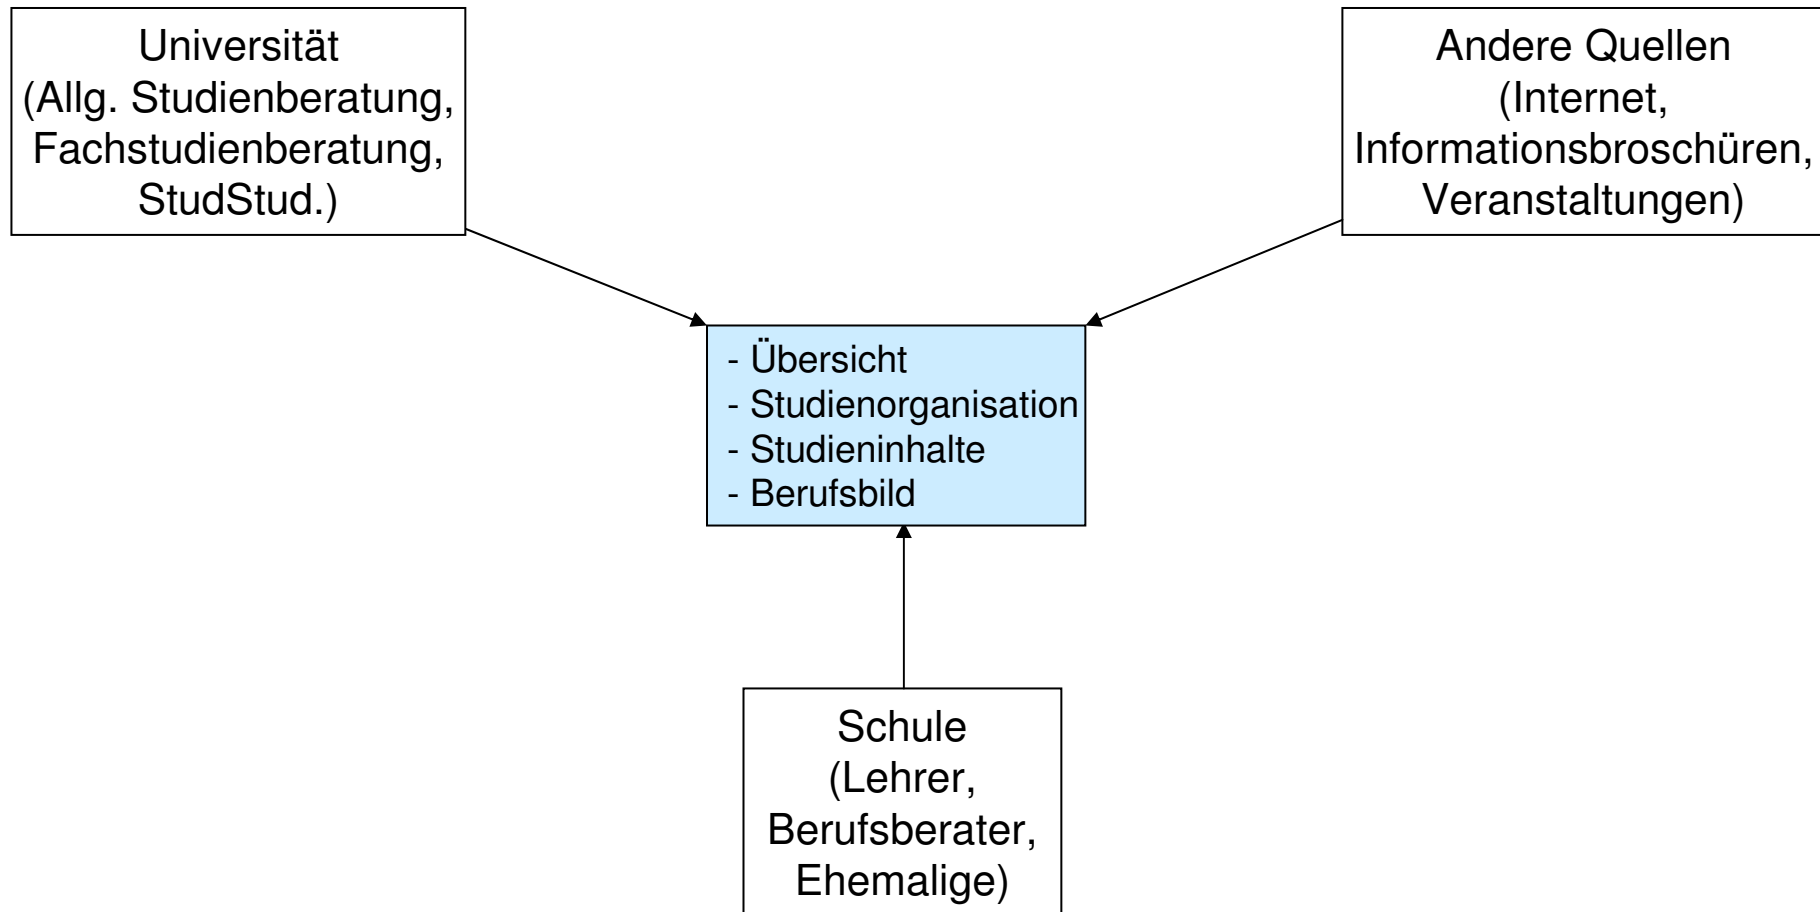 Universität
(Allg. Studienberatung,
Fachstudienberatung,
StudStud.)
Andere Quellen
(Internet,
Informationsbroschüren,
Veranstaltungen)
- Übersicht
- Studienorganisation
- Studieninhalte
- Berufsbild
Schule
(Lehrer,
Berufsberater,
Ehemalige)